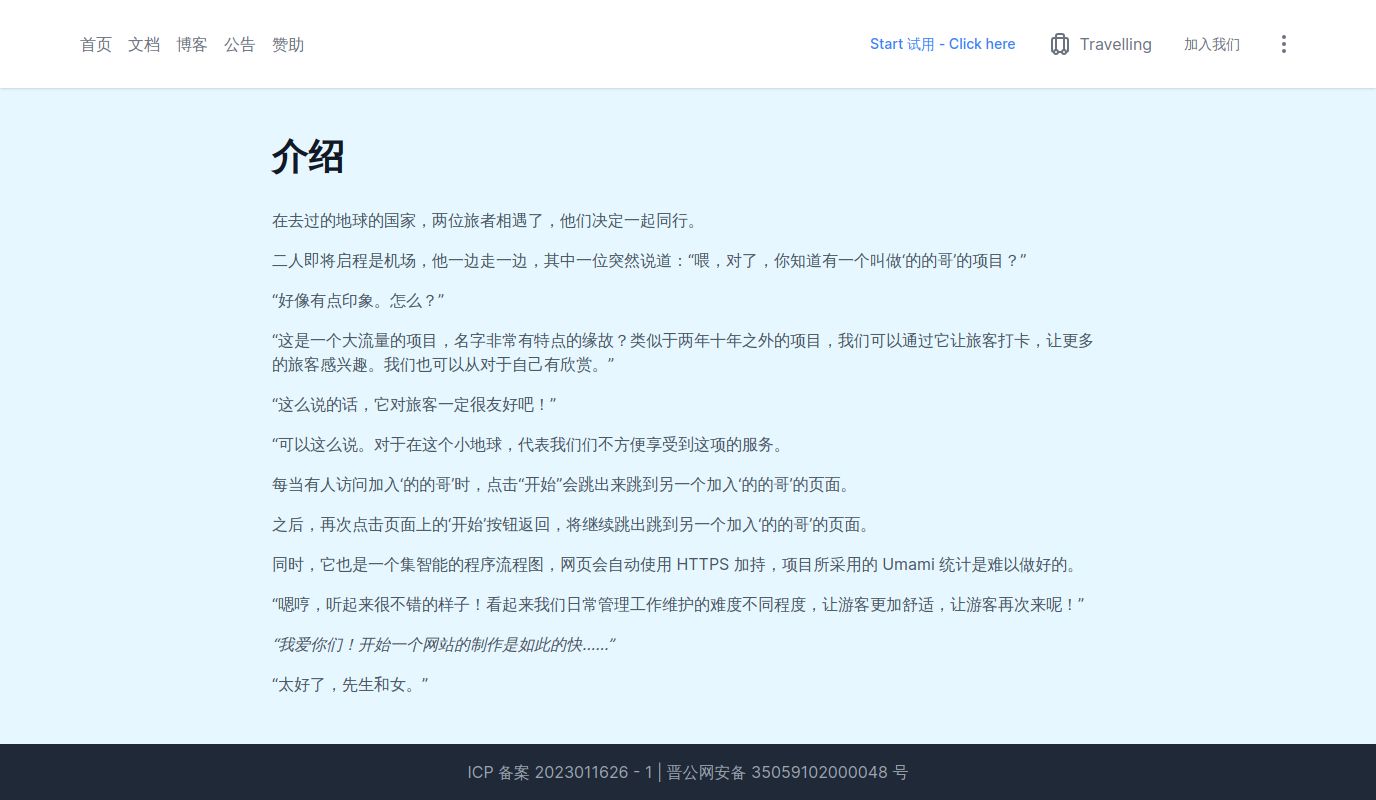 首页 文档 博客 公告 赞助 Start 试用 - Click here Travelling 加入我们
介绍
在去过的地球的国家，两位旅者相遇了，他们决定一起同行。
二人即将启程是机场，他一边走一边，其中一位突然说道：“喂，对了，你知道有一个叫做‘的的哥’的项目？”
“好像有点印象。怎么？”
“这是一个大流量的项目，名字非常有特点的缘故？类似于两年十年之外的项目，我们可以通过它让旅客打卡，让更多
的旅客感兴趣。我们也可以从对于自己有欣赏。”
“这么说的话，它对旅客一定很友好吧！”
“可以这么说。对于在这个小地球，代表我们们不方便享受到这项的服务。
每当有人访问加入‘的的哥’时，点击“开始”会跳出来跳到另一个加入‘的的哥’的页面。
之后，再次点击页面上的‘开始’按钮返回，将继续跳出跳到另一个加入‘的的哥’的页面。
同时，它也是一个集智能的程序流程图，网页会自动使用 HTTPS 加持，项目所采用的 Umami 统计是难以做好的。
“嗯哼，听起来很不错的样子！看起来我们日常管理工作维护的难度不同程度，让游客更加舒适，让游客再次来呢！”
“我爱你们！开始一个网站的制作是如此的快……”
“太好了，先生和女。”
ICP 备案 2023011626 - 1 | 晋公网安备 35059102000048 号